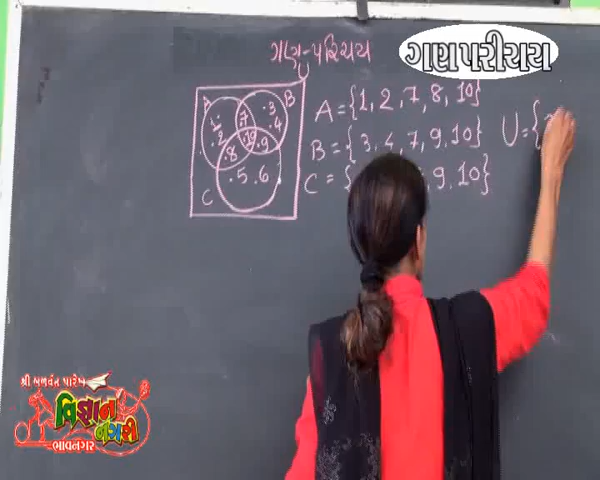 ગણ-પરિચય
ગણપરીચય
U
A
B
C
.1
.2
.7
.3
.4
.10
.8
.9
.5 .6
A = {1, 2, 7, 8, 10}
B = {3, 4, 7, 9, 10}
C = {
9, 10}
U = {
શ્રી બળવંત પારેખ
વિજ્ઞાન
નગરી
ભાવનગર